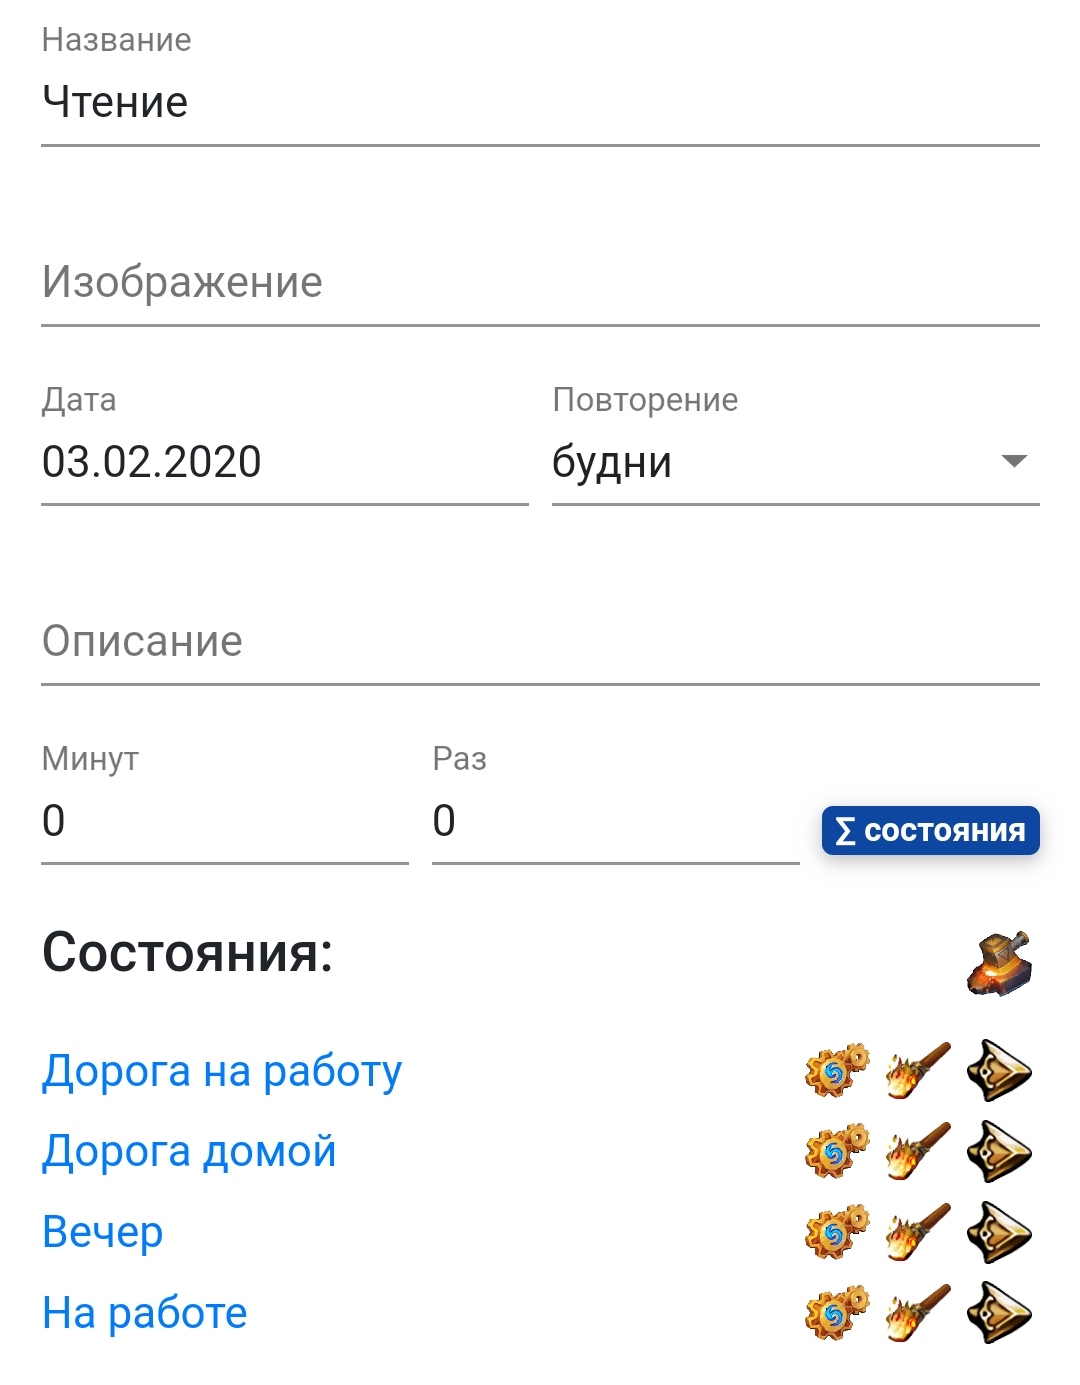 Название
Чтение
Изображение
Дата Повторение
03.02.2020 будни
Описание
Минут Раз
0 0
∑ состояния
Состояния:
Дорога на работу
Дорога домой
Вечер
На работе